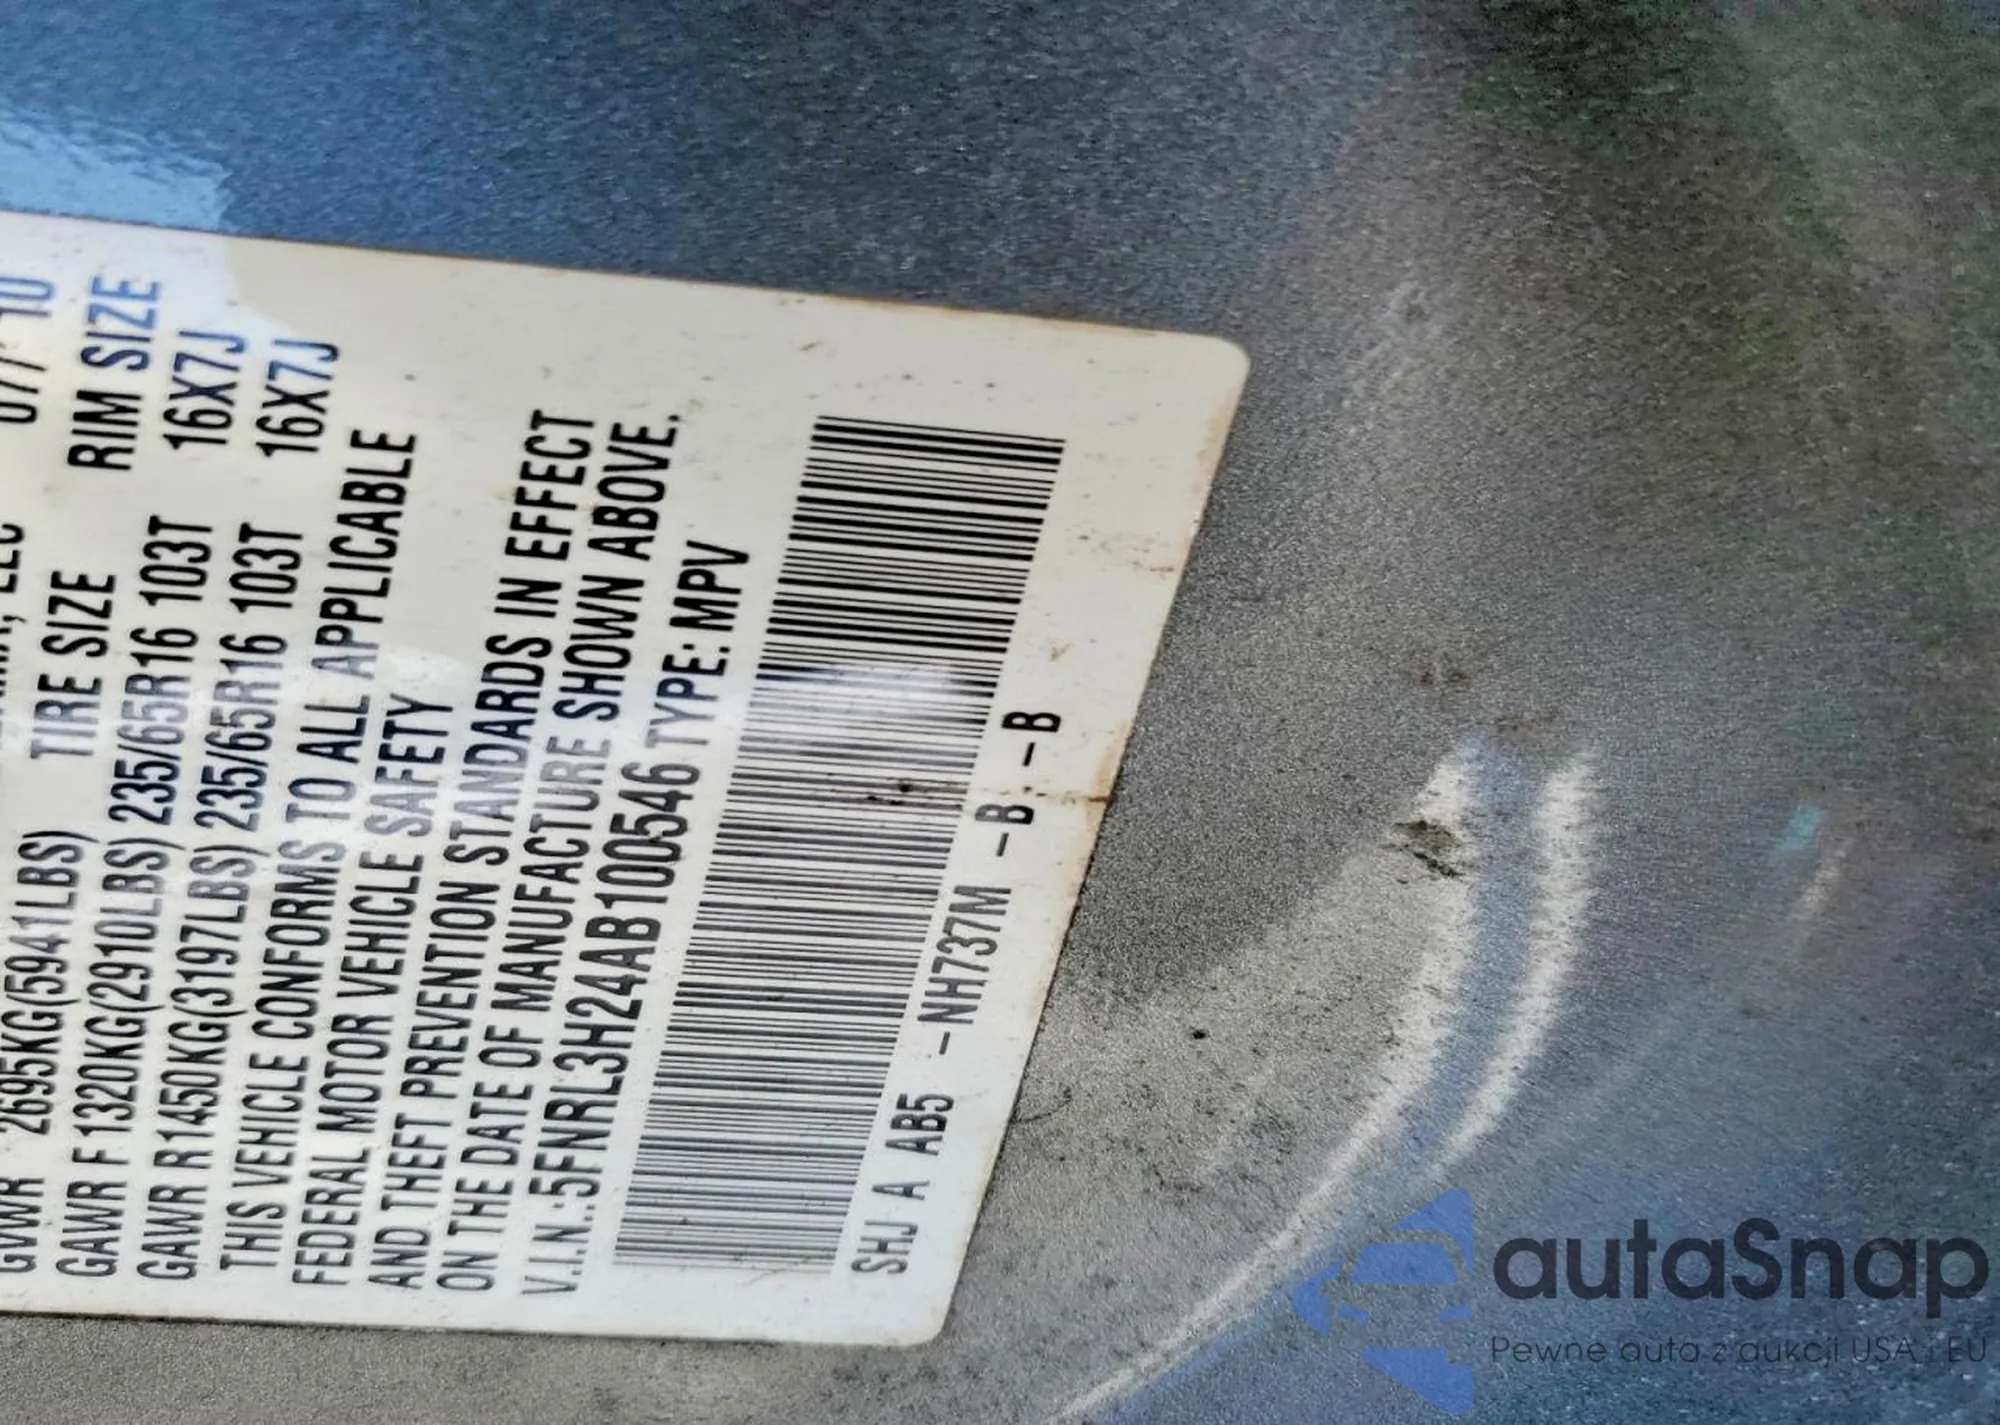 TIRE SIZE RIM SIZE
GVWR 2695KG(5941LBS)
GAWR F 1320KG(2910LBS) 235/65R16 103T 16X7J
GAWR R 1450KG(3197LBS) 235/65R16 103T 16X7J
THIS VEHICLE CONFORMS TO ALL APPLICABLE
FEDERAL MOTOR VEHICLE SAFETY
AND THEFT PREVENTION STANDARDS IN EFFECT
ON THE DATE OF MANUFACTURE SHOWN ABOVE.
V.I.N.:5FNRL3H24AB100546 TYPE: MPV
SHJ A AB5 -NH737M -B -B
autaSnap
Pewne auta z aukcji USA i EU